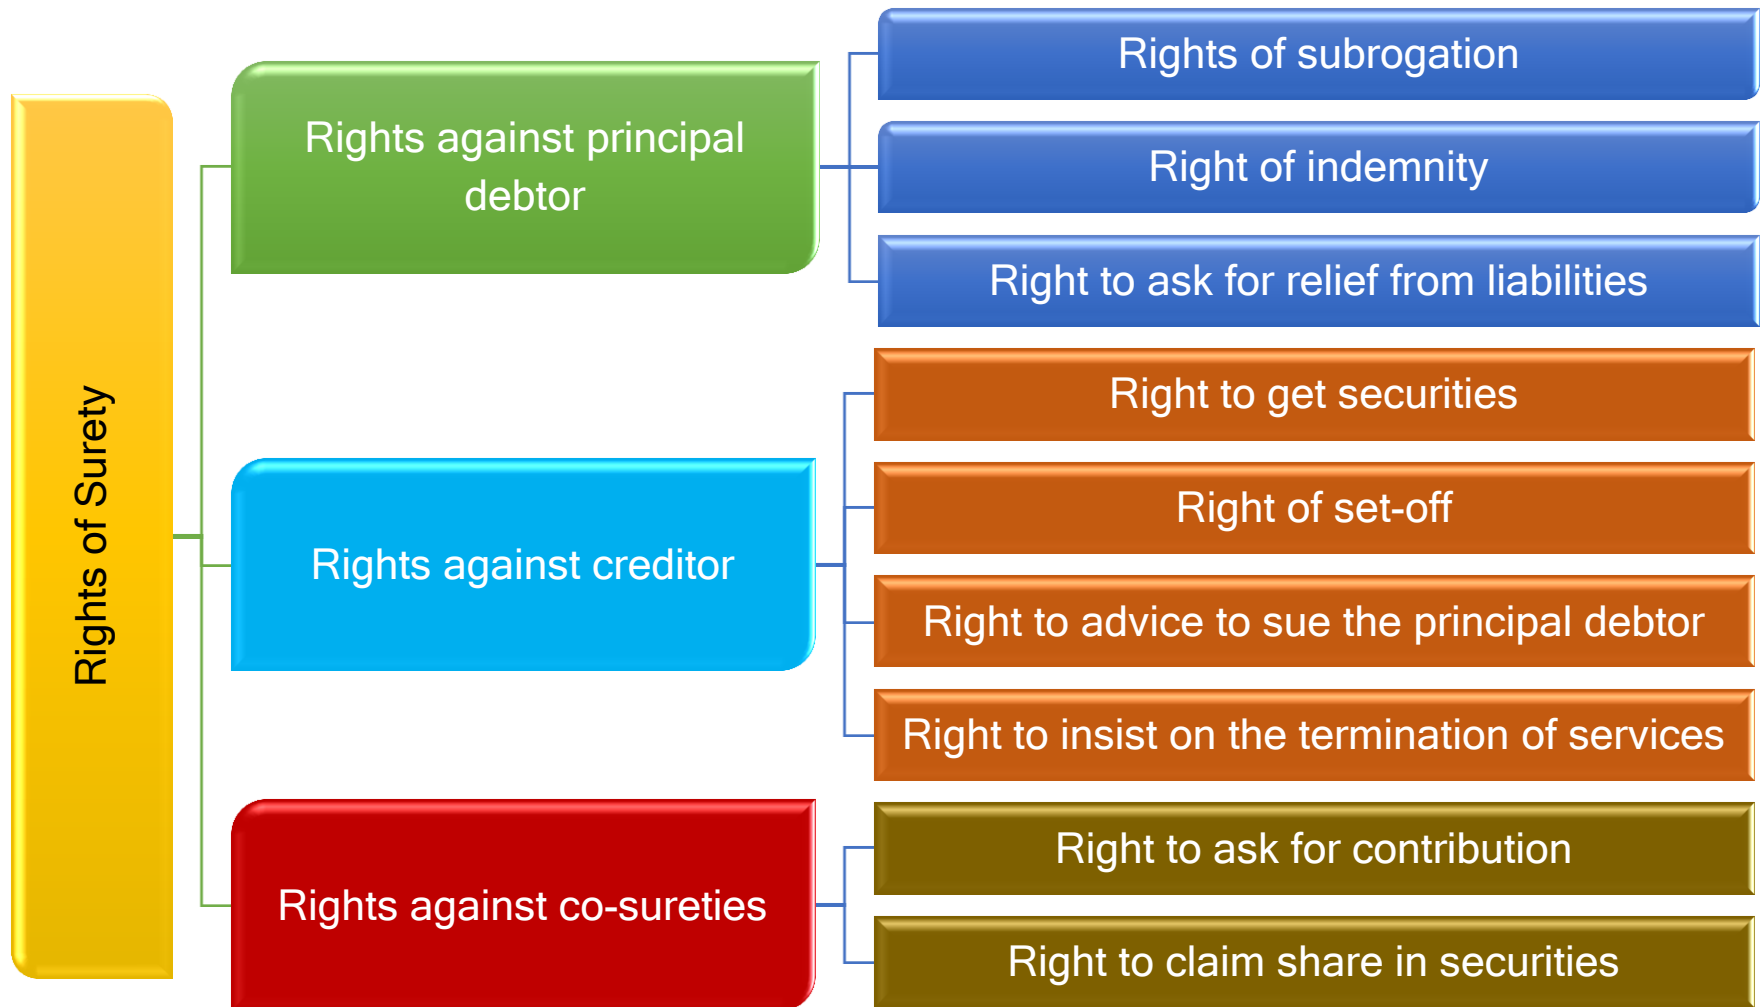 Rights of Surety
Rights against principal
debtor
Rights of subrogation
Right of indemnity
Right to ask for relief from liabilities
Rights against creditor
Right to get securities
Right of set-off
Right to advice to sue the principal debtor
Right to insist on the termination of services
Rights against co-sureties
Right to ask for contribution
Right to claim share in securities